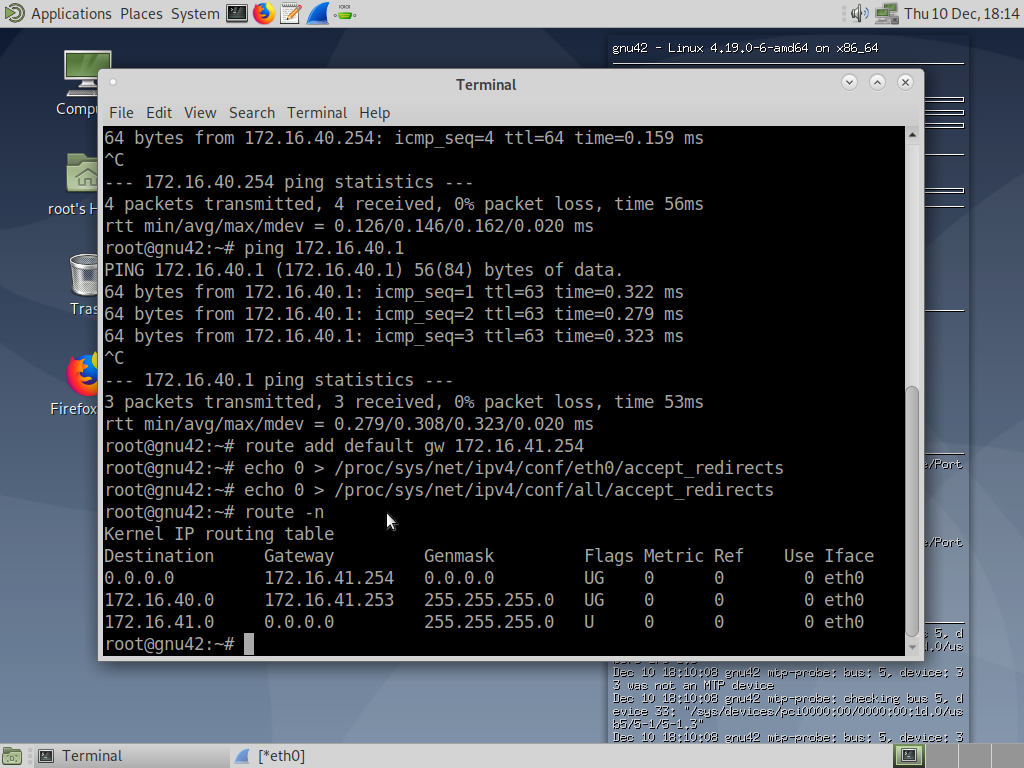 Applications Places System Thu 10 Dec, 18:14
gnu42 - Linux 4.19.0-6-amd64 on x86_64
Terminal
File Edit View Search Terminal Help
64 bytes from 172.16.40.254: icmp_seq=4 ttl=64 time=0.159 ms
^C
--- 172.16.40.254 ping statistics ---
4 packets transmitted, 4 received, 0% packet loss, time 56ms
rtt min/avg/max/mdev = 0.126/0.146/0.162/0.020 ms
root@gnu42:~# ping 172.16.40.1
PING 172.16.40.1 (172.16.40.1) 56(84) bytes of data.
64 bytes from 172.16.40.1: icmp_seq=1 ttl=63 time=0.322 ms
64 bytes from 172.16.40.1: icmp_seq=2 ttl=63 time=0.279 ms
64 bytes from 172.16.40.1: icmp_seq=3 ttl=63 time=0.323 ms
^C
--- 172.16.40.1 ping statistics ---
3 packets transmitted, 3 received, 0% packet loss, time 53ms
rtt min/avg/max/mdev = 0.279/0.308/0.323/0.020 ms
root@gnu42:~# route add default gw 172.16.41.254
root@gnu42:~# echo 0 > /proc/sys/net/ipv4/conf/eth0/accept_redirects
root@gnu42:~# echo 0 > /proc/sys/net/ipv4/conf/all/accept_redirects
root@gnu42:~# route -n
Kernel IP routing table
Destination Gateway Genmask Flags Metric Ref Use Iface
0.0.0.0 172.16.41.254 0.0.0.0 UG 0 0 0 eth0
172.16.40.0 172.16.41.253 255.255.255.0 UG 0 0 0 eth0
172.16.41.0 0.0.0.0 255.255.255.0 U 0 0 0 eth0
root@gnu42:~#
Compu
root's H
Tras
Firefox
e/Port
e/Port
s 5, d
1.0/us
Dec 10 18:10:08 gnu42 mtp-probe: bus: 5, device: 3
3 was not an MTP device
Dec 10 18:10:08 gnu42 mtp-probe: checking bus 5, d
evice 33: "/sys/devices/pci0000:00/0000:00:1d.0/us
b5/5-1/5-1.3"
Dec 10 18:10:08 gnu42 mtp-probe: bus: 5, device: 3
Terminal [*eth0]